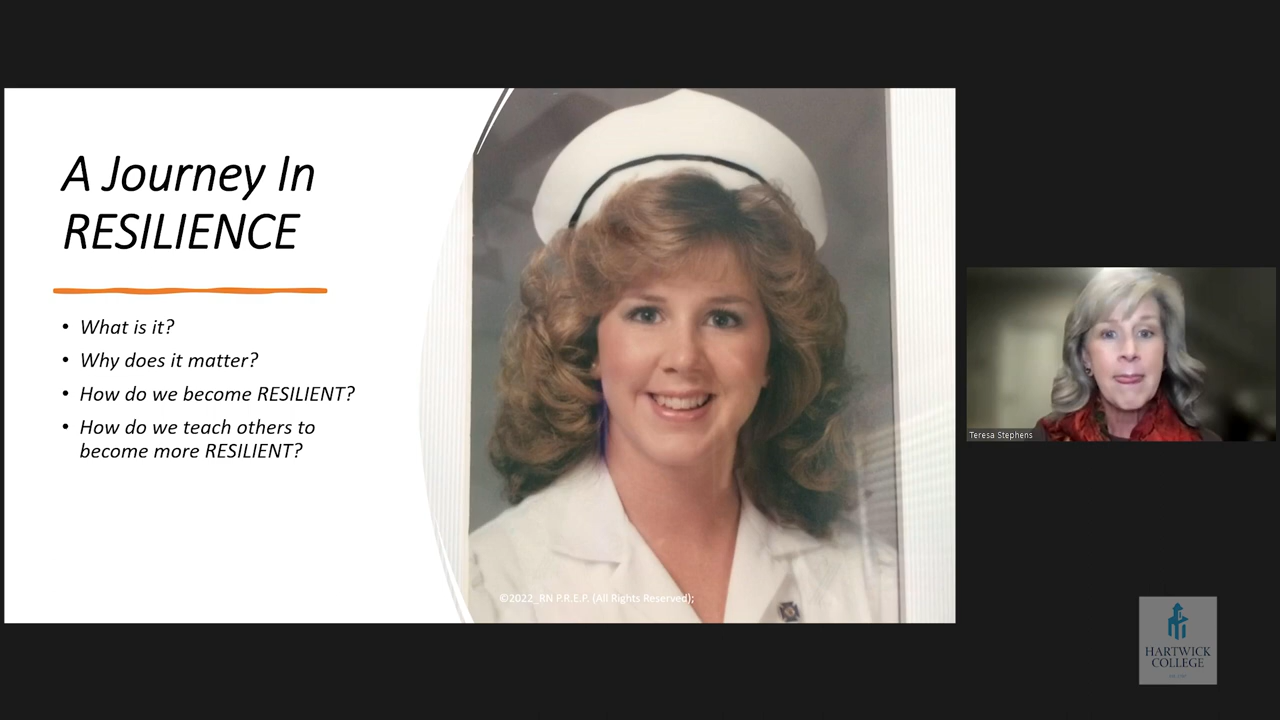 A Journey In
RESILIENCE
• What is it?
• Why does it matter?
• How do we become RESILIENT?
• How do we teach others to
become more RESILIENT?
©2022_RN P.R.E.P. (All Rights Reserved);
Teresa Stephens
HARTWICK
COLLEGE